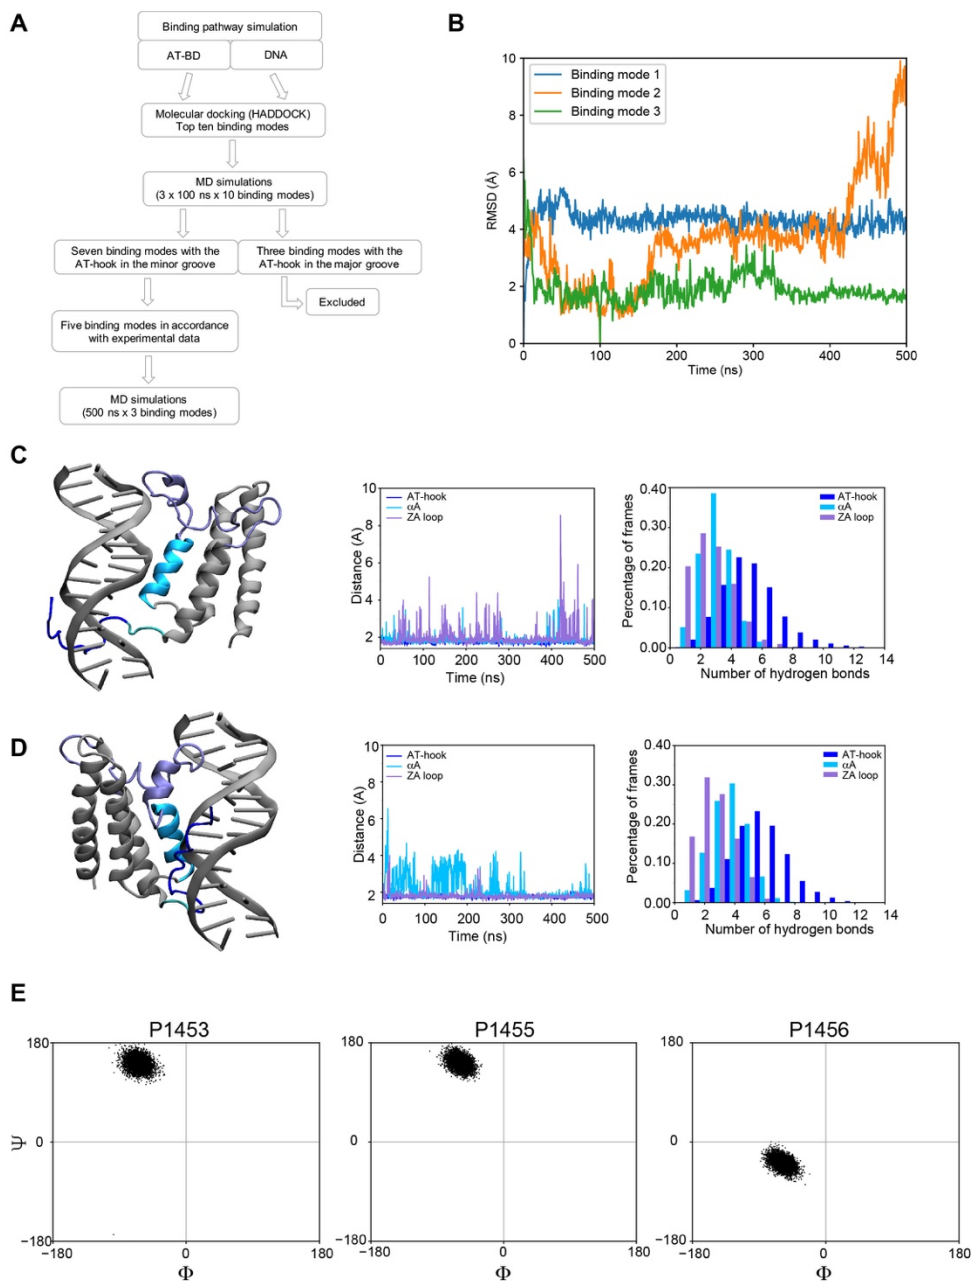 A
Binding pathway simulation
AT-BD
DNA
Molecular docking (HADDOCK)
Top ten binding modes
MD simulations
(3 x 100 ns x 10 binding modes)
Seven binding modes with the
AT-hook in the minor groove
Three binding modes with the
AT-hook in the major groove
Excluded
Five binding modes in accordance
with experimental data
MD simulations
(500 ns x 3 binding modes)
B
Binding mode 1
Binding mode 2
Binding mode 3
RMSD (Å)
10
8
6
4
2
0
0 100 200 300 400 500
Time (ns)
C
AT-hook
αA
ZA loop
Distance (A)
10
8
6
4
2
0 100 200 300 400 500
Time (ns)
AT-hook
αA
ZA loop
Percentage of frames
0.40
0.30
0.20
0.10
0.00
0 2 4 6 8 10 12 14
Number of hydrogen bonds
D
AT-hook
αA
ZA loop
Distance (A)
10
8
6
4
2
0 100 200 300 400 500
Time (ns)
AT-hook
αA
ZA loop
Percentage of frames
0.40
0.30
0.20
0.10
0.00
0 2 4 6 8 10 12 14
Number of hydrogen bonds
E
P1453
180
Ψ 0
−180
−180 0 180
Φ
P1455
180
0
−180
−180 0 180
Φ
P1456
180
0
−180
−180 0 180
Φ